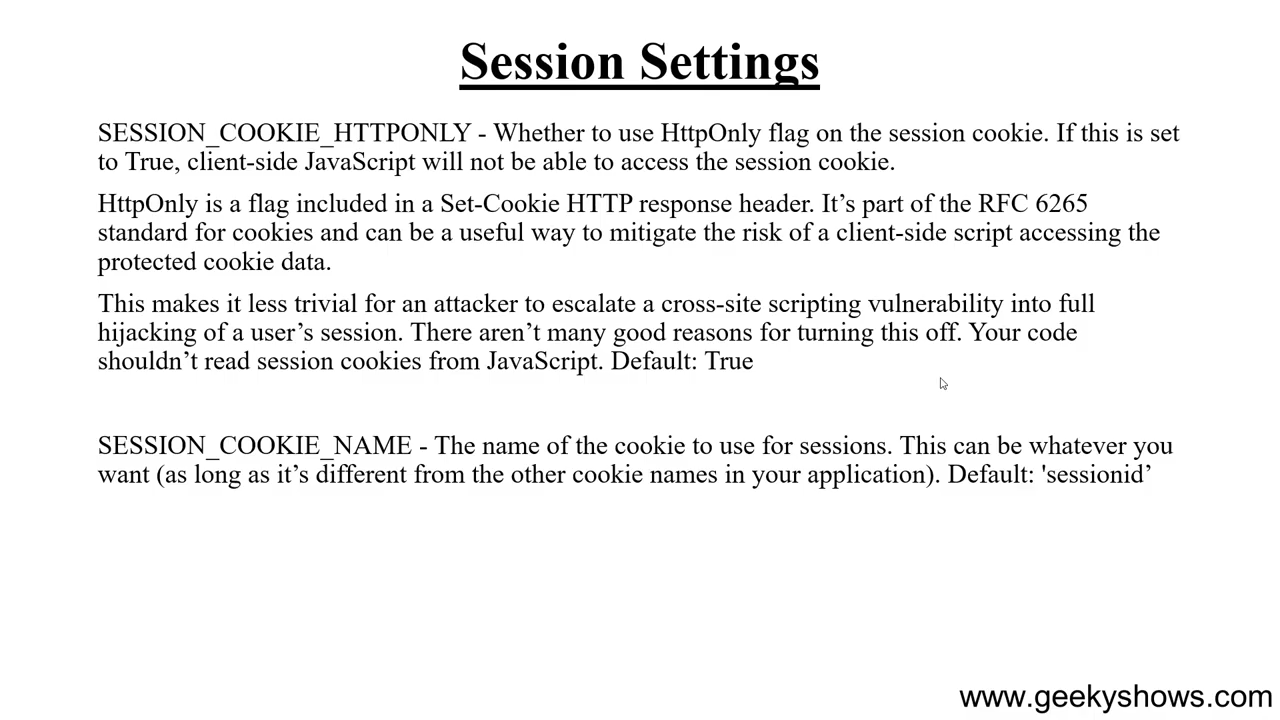 Session Settings
SESSION_COOKIE_HTTPONLY - Whether to use HttpOnly flag on the session cookie. If this is set
to True, client-side JavaScript will not be able to access the session cookie.
HttpOnly is a flag included in a Set-Cookie HTTP response header. It’s part of the RFC 6265
standard for cookies and can be a useful way to mitigate the risk of a client-side script accessing the
protected cookie data.
This makes it less trivial for an attacker to escalate a cross-site scripting vulnerability into full
hijacking of a user’s session. There aren’t many good reasons for turning this off. Your code
shouldn’t read session cookies from JavaScript. Default: True
SESSION_COOKIE_NAME - The name of the cookie to use for sessions. This can be whatever you
want (as long as it’s different from the other cookie names in your application). Default: 'sessionid’
www.geekyshows.com